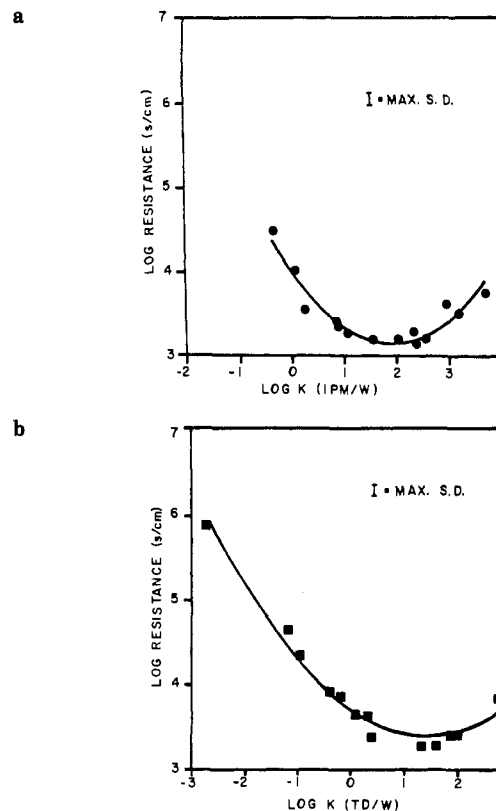 a
7
6
5
4
3
LOG RESISTANCE (s/cm)
I = MAX. S.D.
-2 -1 0 1 2 3
LOG K (IPM/W)
b
7
6
5
4
3
LOG RESISTANCE (s/cm)
I = MAX. S.D.
-3 -2 -1 0 1 2
LOG K (TD/W)